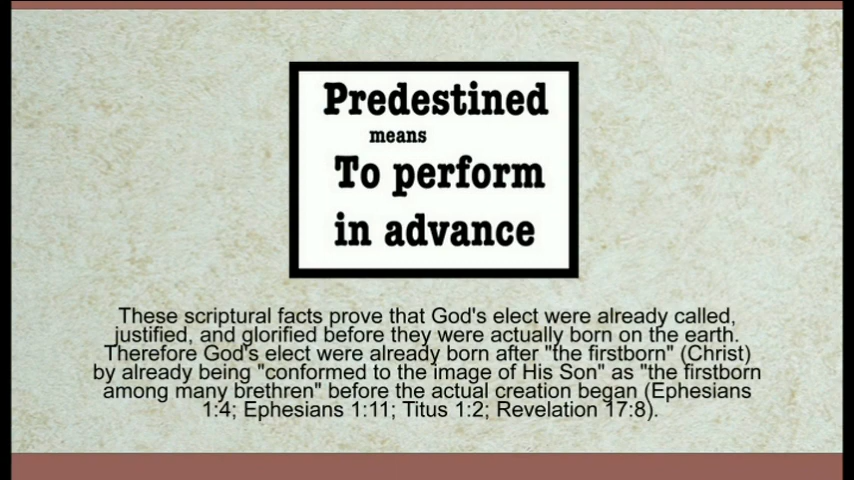 Predestined
means
To perform
in advance
These scriptural facts prove that God's elect were already called,
justified, and glorified before they were actually born on the earth.
Therefore God's elect were already born after "the firstborn" (Christ)
by already being "conformed to the image of His Son" as "the firstborn
among many brethren" before the actual creation began (Ephesians
1:4; Ephesians 1:11; Titus 1:2; Revelation 17:8).